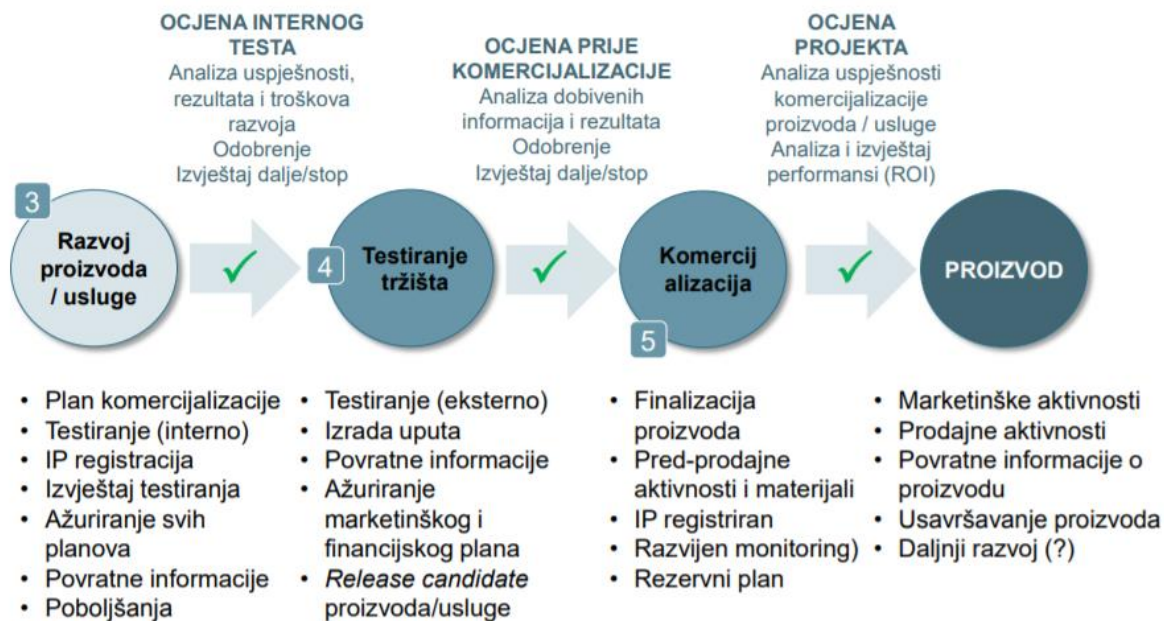 OCJENA INTERNOG
TESTA
Analiza uspješnosti,
rezultata i troškova
razvoja
Odobrenje
Izvještaj dalje/stop
OCJENA PRIJE
KOMERCIJALIZACIJE
Analiza dobivenih
informacija i rezultata
Odobrenje
Izvještaj dalje/stop
OCJENA
PROJEKTA
Analiza uspješnosti
komercijalizacije
proizvoda / usluge
Analiza i izvještaj
performansi (ROI)
3
Razvoj
proizvoda
/ usluge
4
Testiranje
tržišta
Komercij
alizacija
5
PROIZVOD
• Plan komercijalizacije
• Testiranje (interno)
• IP registracija
• Izvještaj testiranja
• Ažuriranje svih
planova
• Povratne informacije
• Poboljšanja
• Testiranje (eksterno)
• Izrada uputa
• Povratne informacije
• Ažuriranje
marketinškog i
financijskog plana
• Release candidate
proizvoda/usluge
• Finalizacija
proizvoda
• Pred-prodajne
aktivnosti i materijali
• IP registriran
• Razvijen monitoring)
• Rezervni plan
• Marketinške aktivnosti
• Prodajne aktivnosti
• Povratne informacije o
proizvodu
• Usavršavanje proizvoda
• Daljnji razvoj (?)